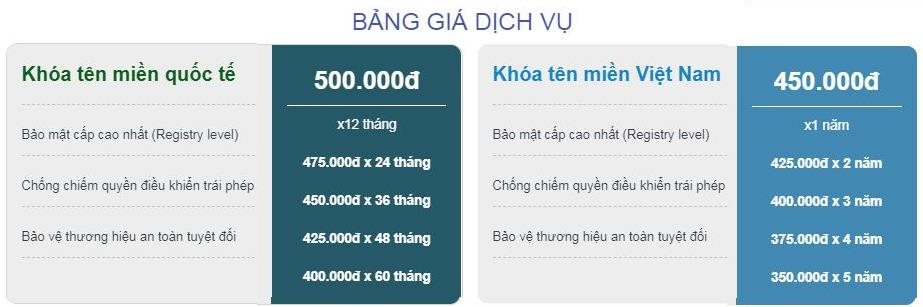 BẢNG GIÁ DỊCH VỤ
Khóa tên miền quốc tế
Bảo mật cấp cao nhất (Registry level)
Chống chiếm quyền điều khiển trái phép
Bảo vệ thương hiệu an toàn tuyệt đối
500.000đ
x12 tháng
475.000đ x 24 tháng
450.000đ x 36 tháng
425.000đ x 48 tháng
400.000đ x 60 tháng
Khóa tên miền Việt Nam
Bảo mật cấp cao nhất (Registry level)
Chống chiếm quyền điều khiển trái phép
Bảo vệ thương hiệu an toàn tuyệt đối
450.000đ
x1 năm
425.000đ x 2 năm
400.000đ x 3 năm
375.000đ x 4 năm
350.000đ x 5 năm